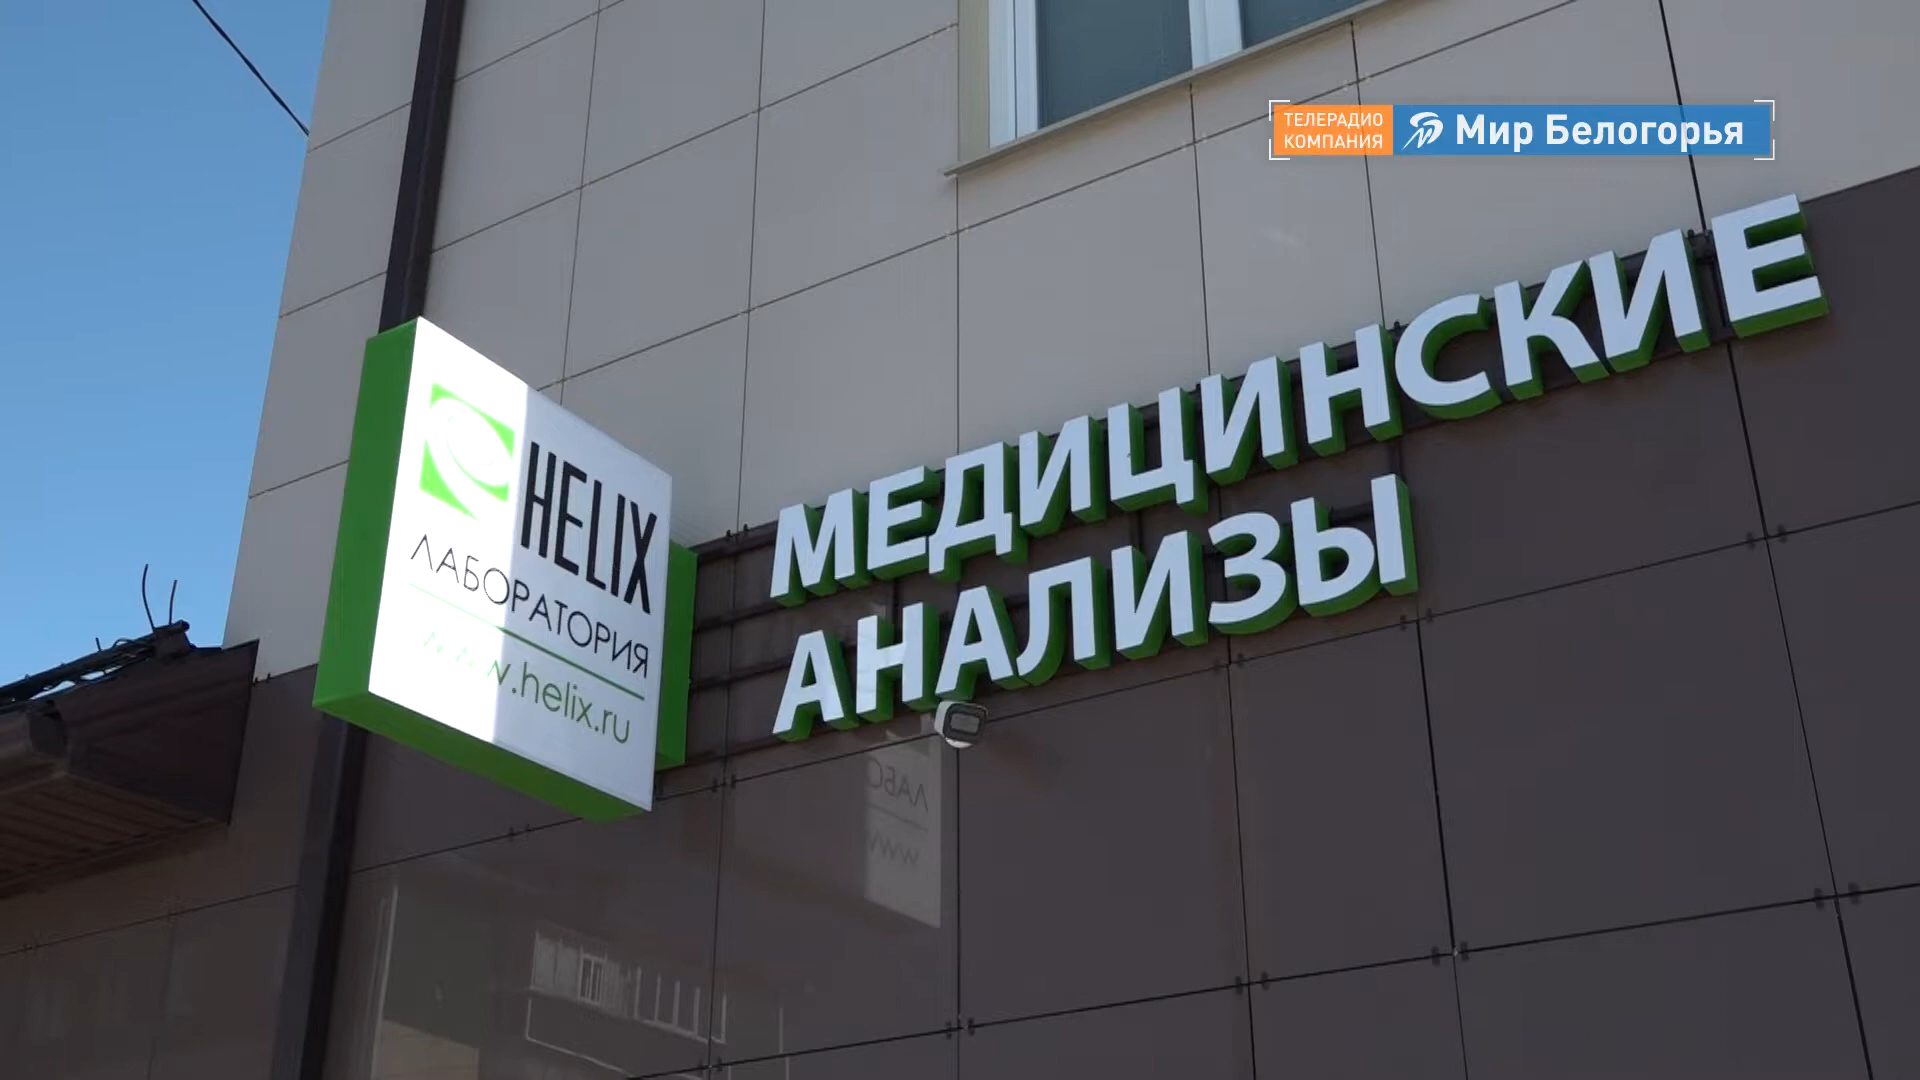 ТЕЛЕРАДИО
КОМПАНИЯ
Мир Белогорья
HELIX
ЛАБОРАТОРИЯ
www.helix.ru
МЕДИЦИНСКИЕ
АНАЛИЗЫ